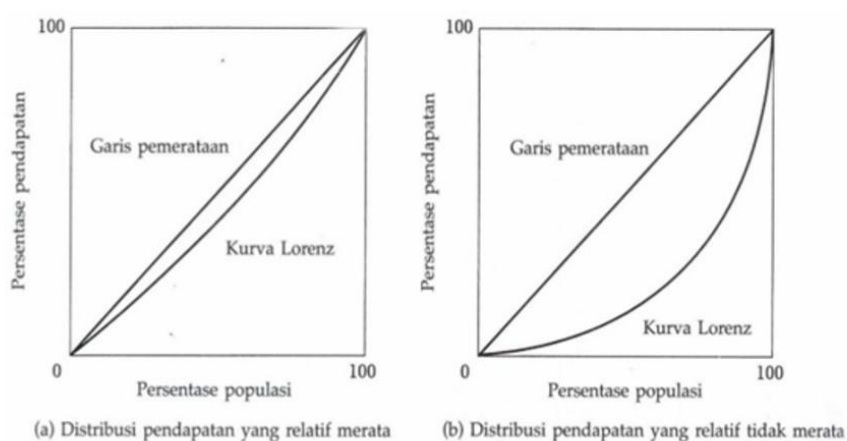 100
Persentase pendapatan
Garis pemerataan
Kurva Lorenz
0
100
Persentase populasi
(a) Distribusi pendapatan yang relatif merata
100
Persentase pendapatan
Garis pemerataan
Kurva Lorenz
0
100
Persentase populasi
(b) Distribusi pendapatan yang relatif tidak merata